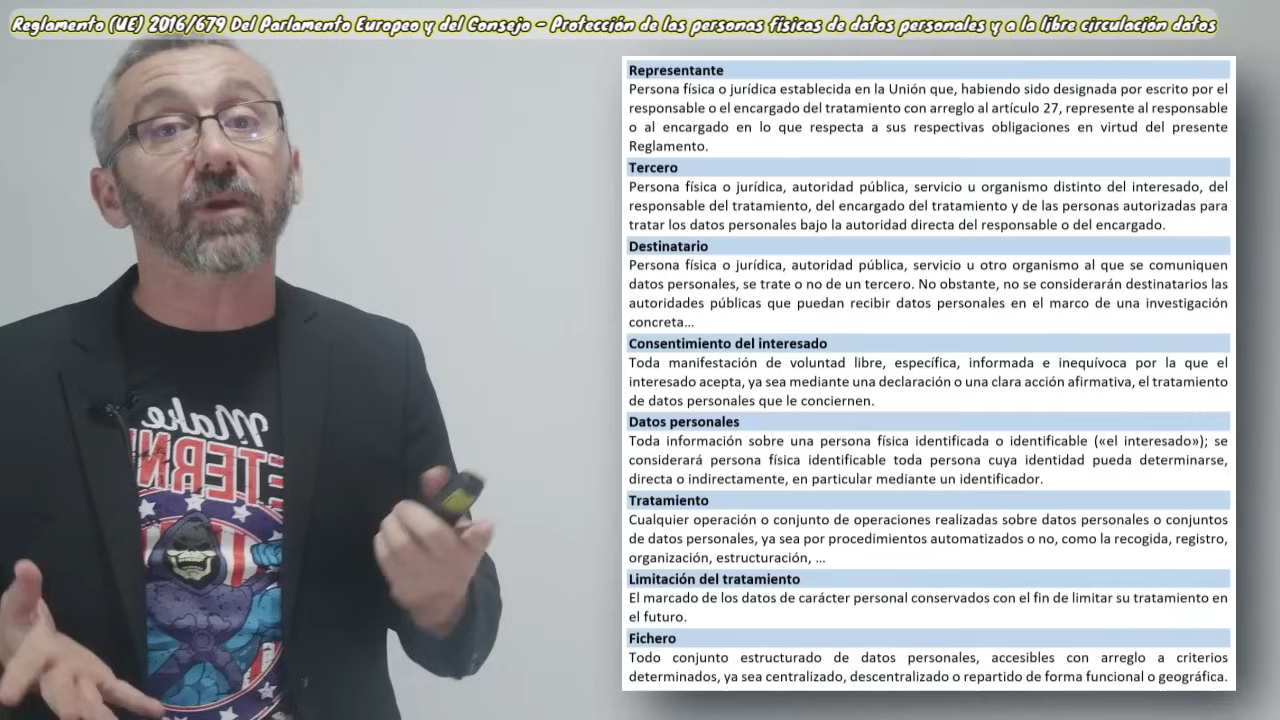 Reglamento (UE) 2016/679 Del Parlamento Europeo y del Consejo - Protección de las personas físicas de datos personales y a la libre circulación datos
Representante
Persona física o jurídica establecida en la Unión que, habiendo sido designada por escrito por el
responsable o el encargado del tratamiento con arreglo al artículo 27, represente al responsable
o al encargado en lo que respecta a sus respectivas obligaciones en virtud del presente
Reglamento.
Tercero
Persona física o jurídica, autoridad pública, servicio u organismo distinto del interesado, del
responsable del tratamiento, del encargado del tratamiento y de las personas autorizadas para
tratar los datos personales bajo la autoridad directa del responsable o del encargado.
Destinatario
Persona física o jurídica, autoridad pública, servicio u otro organismo al que se comuniquen
datos personales, se trate o no de un tercero. No obstante, no se considerarán destinatarios las
autoridades públicas que puedan recibir datos personales en el marco de una investigación
concreta...
Consentimiento del interesado
Toda manifestación de voluntad libre, específica, informada e inequívoca por la que el
interesado acepta, ya sea mediante una declaración o una clara acción afirmativa, el tratamiento
de datos personales que le conciernen.
Datos personales
Toda información sobre una persona física identificada o identificable («el interesado»); se
considerará persona física identificable toda persona cuya identidad pueda determinarse,
directa o indirectamente, en particular mediante un identificador.
Tratamiento
Cualquier operación o conjunto de operaciones realizadas sobre datos personales o conjuntos
de datos personales, ya sea por procedimientos automatizados o no, como la recogida, registro,
organización, estructuración, ...
Limitación del tratamiento
El marcado de los datos de carácter personal conservados con el fin de limitar su tratamiento en
el futuro.
Fichero
Todo conjunto estructurado de datos personales, accesibles con arreglo a criterios
determinados, ya sea centralizado, descentralizado o repartido de forma funcional o geográfica.
Make
ETERNI